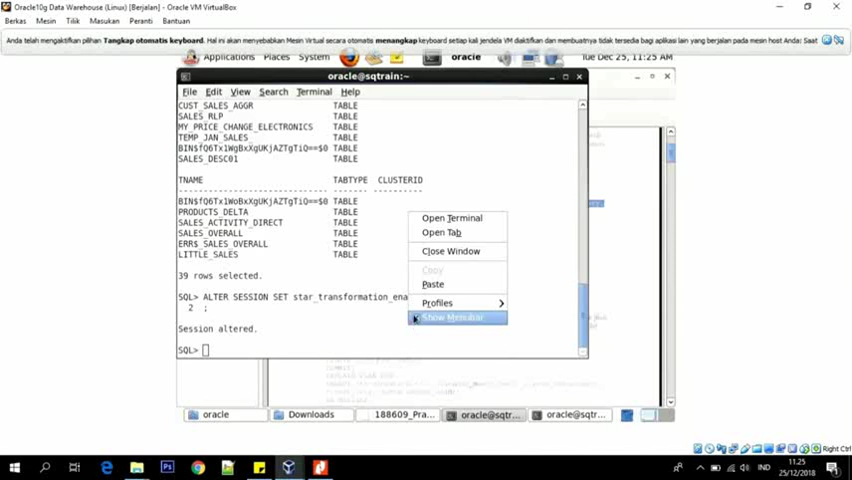 Oracle10g Data Warehouse (Linux) [Berjalan] - Oracle VM VirtualBox
Berkas Mesin Tilik Masukan Peranti Bantuan
Anda telah mengaktifkan pilihan Tangkap otomatis keyboard. Hal ini akan menyebabkan Mesin Virtual secara otomatis menangkap keyboard setiap kali jendela VM diaktifkan dan membuatnya tidak tersedia bagi aplikasi lain yang berjalan pada mesin host Anda: Saat
Applications Places System oracle Tue Dec 25, 11:25 AM
oracle@sqtrain:~
File Edit View Search Terminal Help
CUST_SALES_AGGR TABLE
SALES_RLP TABLE
MY_PRICE_CHANGE_ELECTRONICS TABLE
TEMP_JAN_SALES TABLE
BIN$fQ6Tx1WgBxXgUKjAZTgTiQ==$0 TABLE
SALES_DESC01 TABLE
TNAME TABTYPE CLUSTERID
------------------------------ ------- ----------
BIN$fQ6Tx1WoBxXgUKjAZTgTiQ==$0 TABLE
PRODUCTS_DELTA TABLE
SALES_ACTIVITY_DIRECT TABLE
SALES_OVERALL TABLE
ERR$_SALES_OVERALL TABLE
LITTLE_SALES TABLE
39 rows selected.
SQL> ALTER SESSION SET star_transformation_ena
2 ;
Session altered.
SQL>
Open Terminal
Open Tab
Close Window
Copy
Paste
Profiles
Show Menubar
oracle Downloads 188609_Pra... oracle@sqtr... oracle@sqtr...
Right Ctrl
IND
11.25
25/12/2018